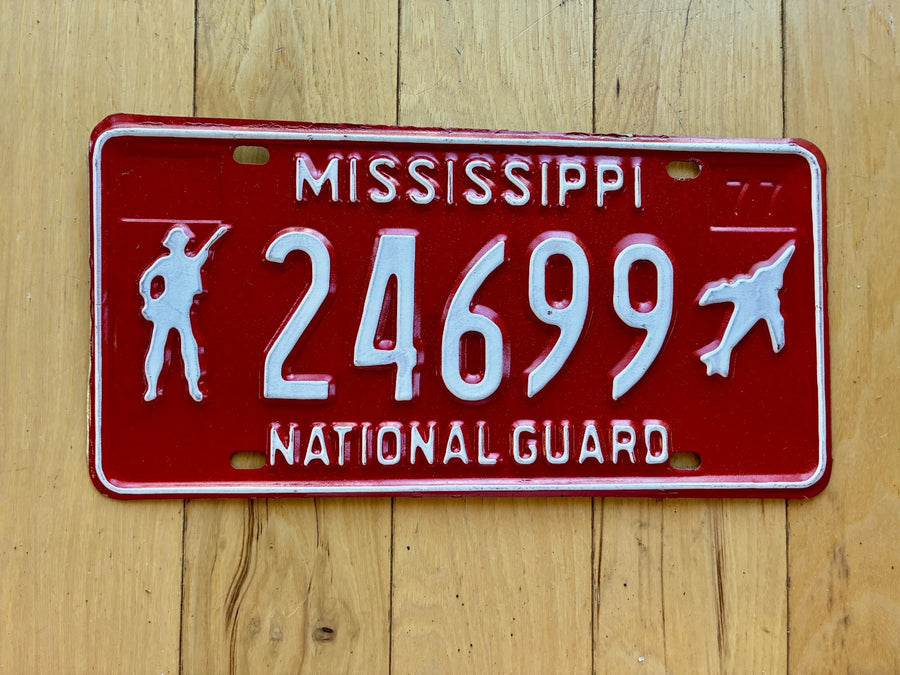 MISSISSIPPI
77
24699
NATIONAL GUARD